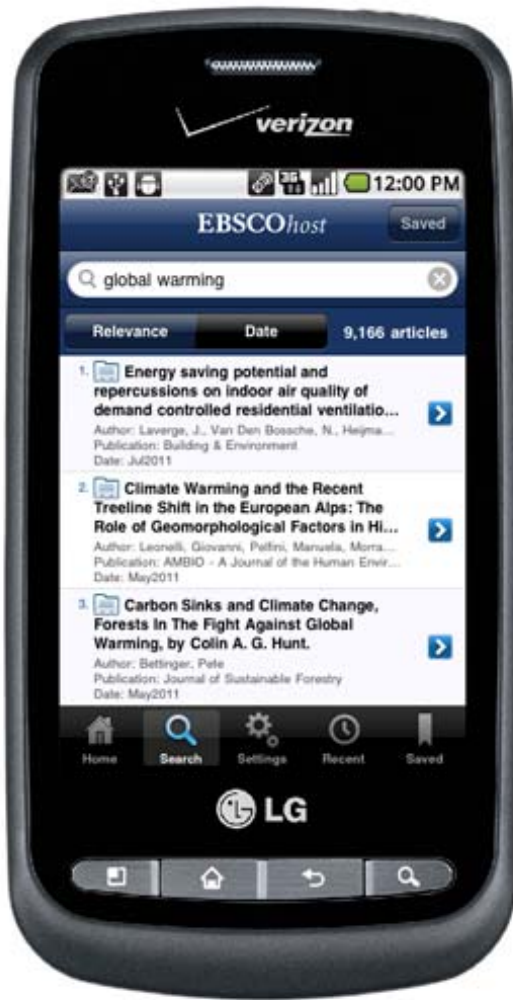 verizon
3G
12:00 PM
EBSCOhost
Saved
global warming
Relevance
Date
9,166 articles
1. Energy saving potential and
repercussions on indoor air quality of
demand controlled residential ventilatio...
Author: Laverge, J., Van Den Bossche, N., Heijma...
Publication: Building & Environment
Date: Jul2011
2. Climate Warming and the Recent
Treeline Shift in the European Alps: The
Role of Geomorphological Factors in Hi...
Author: Leonelli, Giovanni, Pelfini, Manuela, Morra...
Publication: AMBIO - A Journal of the Human Envir...
Date: May2011
3. Carbon Sinks and Climate Change,
Forests In The Fight Against Global
Warming, by Colin A. G. Hunt.
Author: Bettinger, Pete
Publication: Journal of Sustainable Forestry
Date: May2011
Home
Search
Settings
Recent
Saved
LG